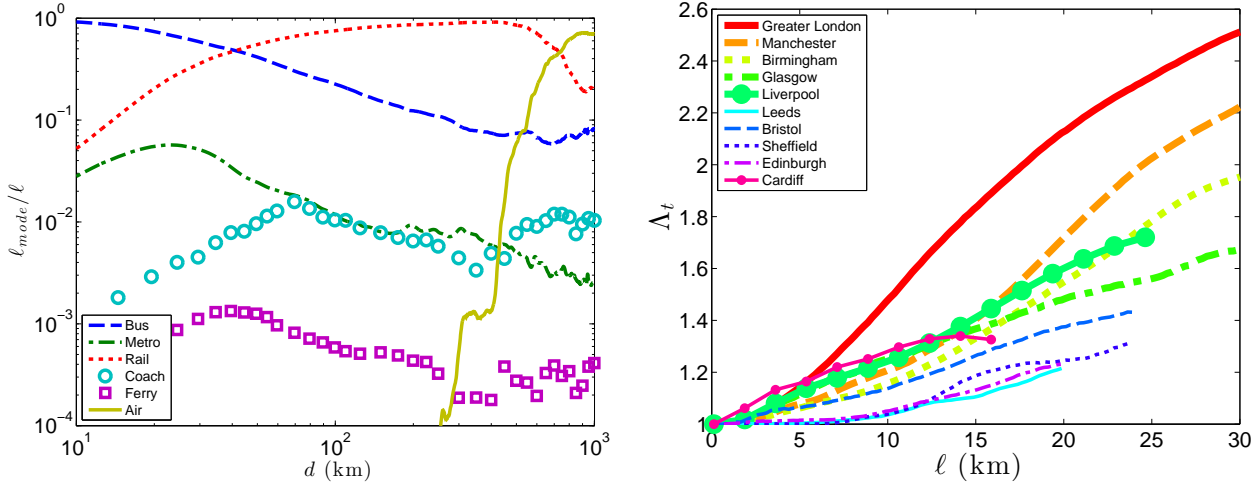 10^0
10^-1
10^-2
10^-3
10^-4
ℓ_mode/ℓ
Bus
Metro
Rail
Coach
Ferry
Air
10^1
10^2
10^3
d (km)
2.6
2.4
2.2
2
1.8
1.6
1.4
1.2
1
Λ_t
Greater London
Manchester
Birmingham
Glasgow
Liverpool
Leeds
Bristol
Sheffield
Edinburgh
Cardiff
0
5
10
15
20
25
30
ℓ (km)